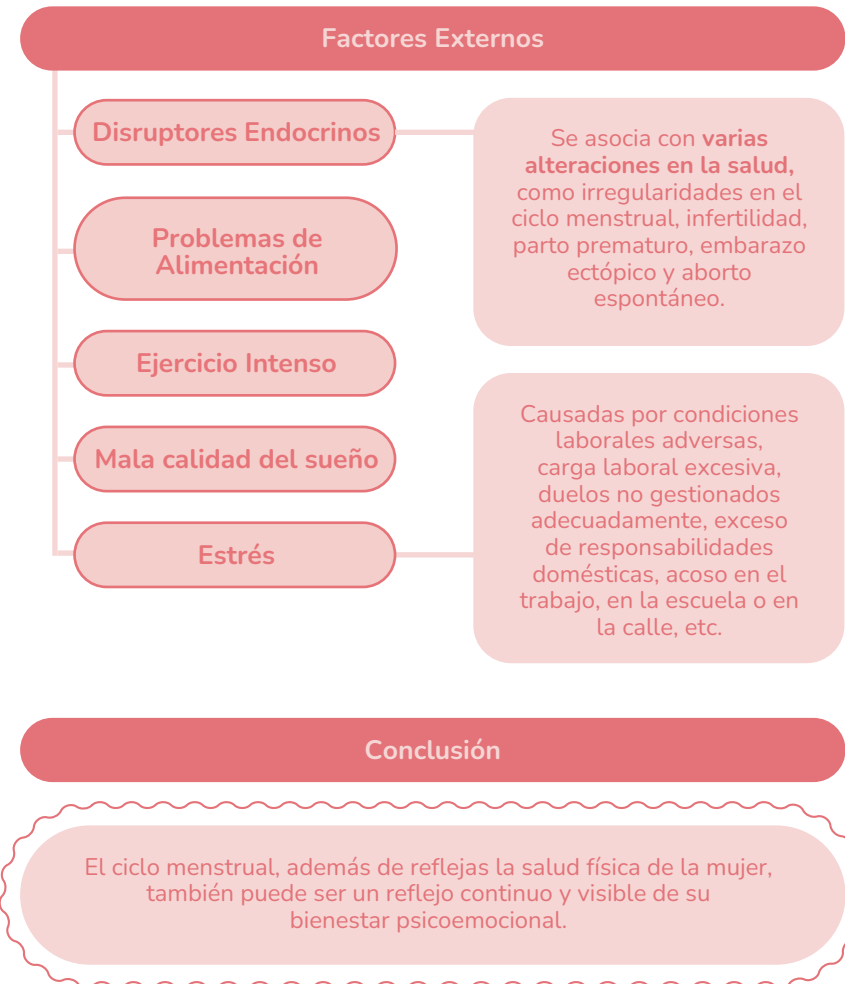 Factores Externos
Disruptores Endocrinos
Se asocia con varias
alteraciones en la salud,
como irregularidades en el
ciclo menstrual, infertilidad,
parto prematuro, embarazo
ectópico y aborto
espontáneo.
Problemas de
Alimentación
Ejercicio Intenso
Mala calidad del sueño
Estrés
Causadas por condiciones
laborales adversas,
carga laboral excesiva,
duelos no gestionados
adecuadamente, exceso
de responsabilidades
domésticas, acoso en el
trabajo, en la escuela o en
la calle, etc.
Conclusión
El ciclo menstrual, además de reflejas la salud física de la mujer,
también puede ser un reflejo continuo y visible de su
bienestar psicoemocional.